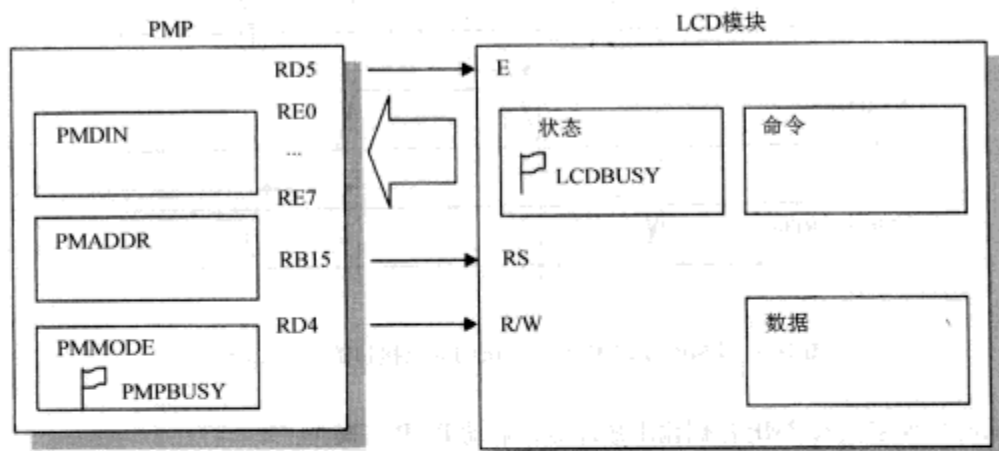 PMP
LCD模块
RD5
E
RE0
PMDIN
...
RE7
状态
LCDBUSY
命令
PMADDR
RB15
RS
RD4
R/W
数据
PMMODE
PMPBUSY